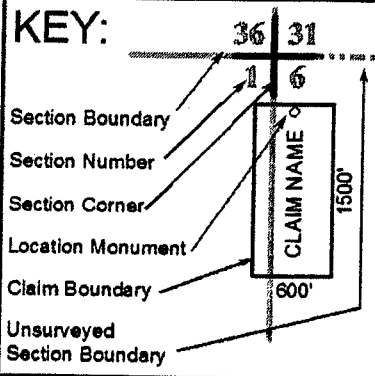 KEY:
36 31
1 6
Section Boundary
Section Number
Section Corner
Location Monument
Claim Boundary
Unsurveyed
Section Boundary
CLAIM NAME
1500'
600'